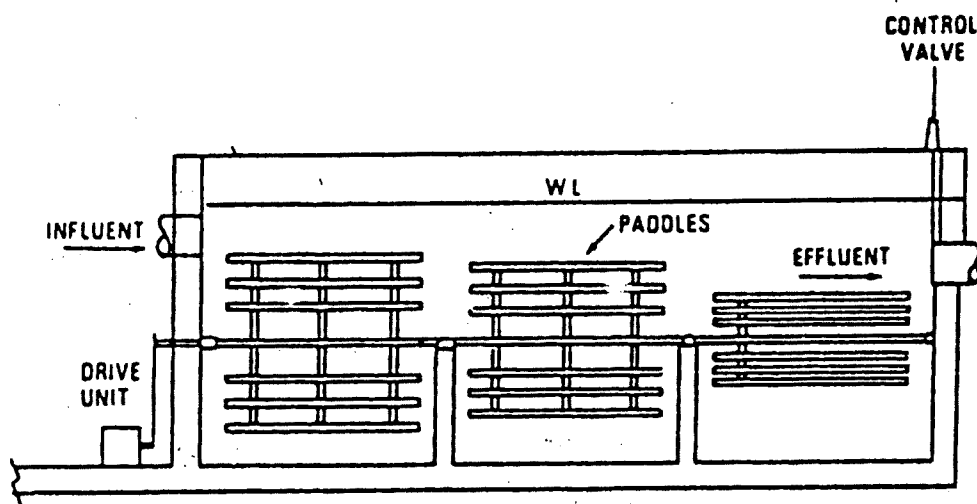 CONTROL
VALVE
WL
INFLUENT
PADDLES
EFFLUENT
DRIVE
UNIT